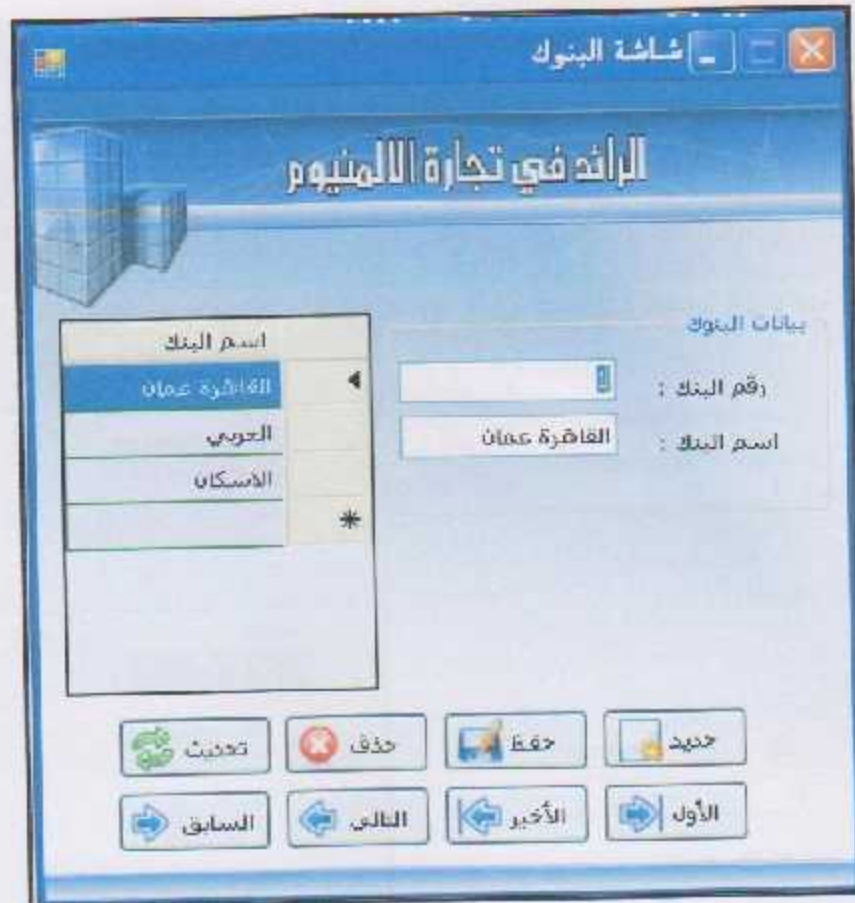 شاشة البنوك
الرائد في تجارة الالمنيوم
بيانات البنوك
رقم البنك :
اسم البنك : القاهرة عمان
اسم البنك
القاهرة عمان
العربي
الاسكان
*
جديد
حفظ
حذف
تحديث
الأول
الأخير
التالي
السابق